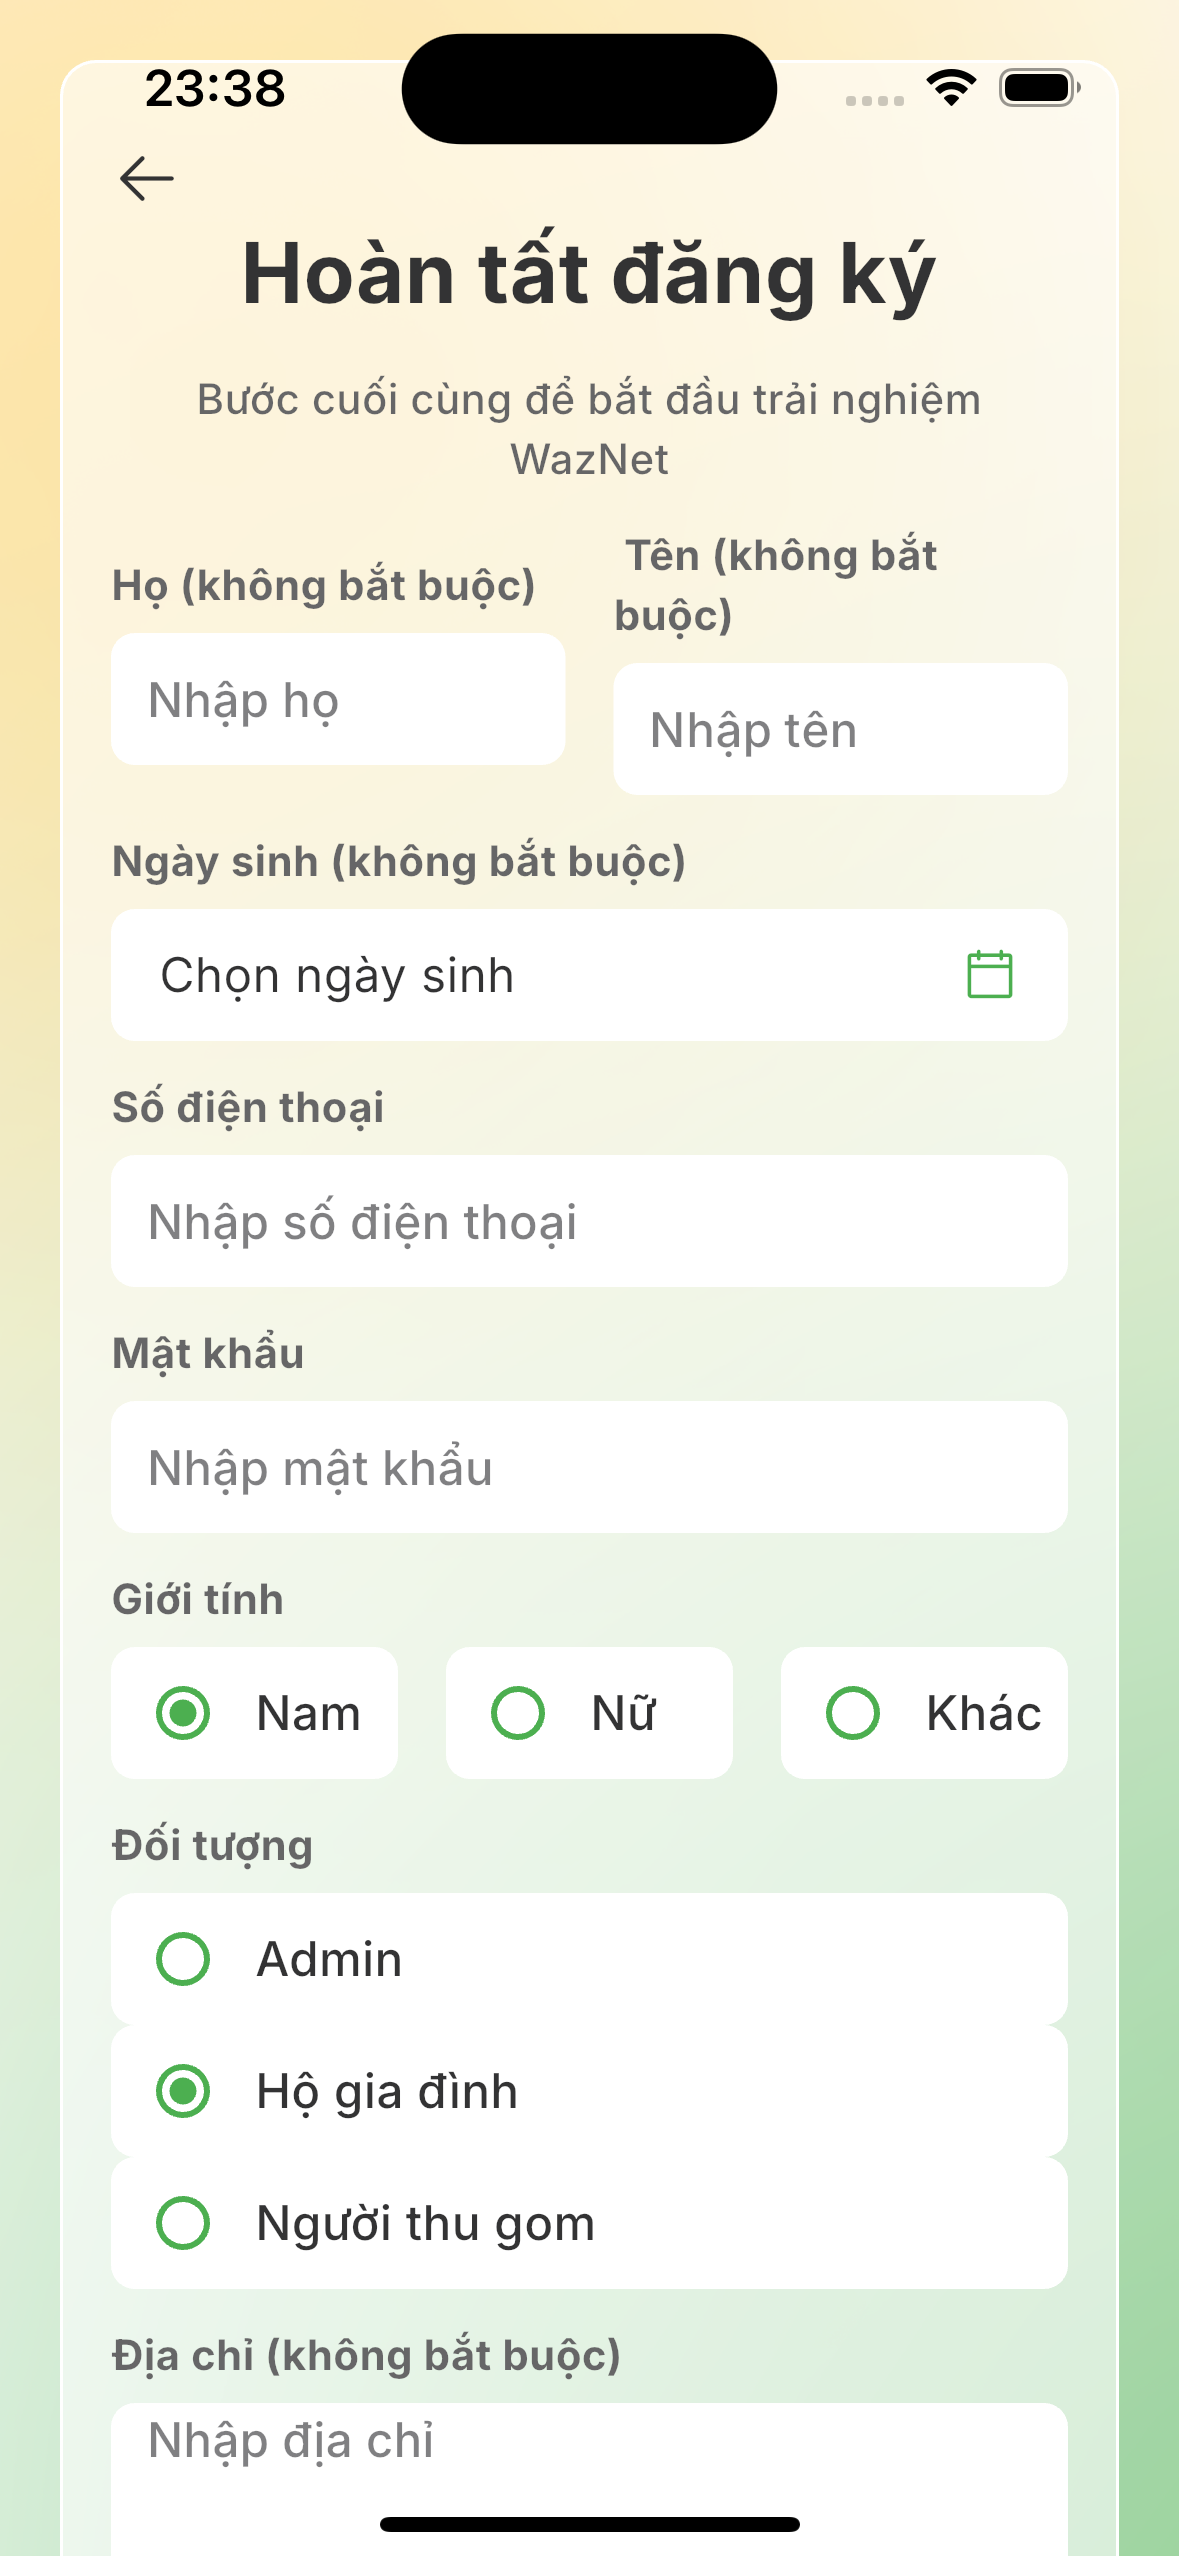 23:38
Hoàn tất đăng ký
Bước cuối cùng để bắt đầu trải nghiệm
WazNet
Họ (không bắt buộc)
Nhập họ
Tên (không bắt
buộc)
Nhập tên
Ngày sinh (không bắt buộc)
Chọn ngày sinh
Số điện thoại
Nhập số điện thoại
Mật khẩu
Nhập mật khẩu
Giới tính
Nam
Nữ
Khác
Đối tượng
Admin
Hộ gia đình
Người thu gom
Địa chỉ (không bắt buộc)
Nhập địa chỉ